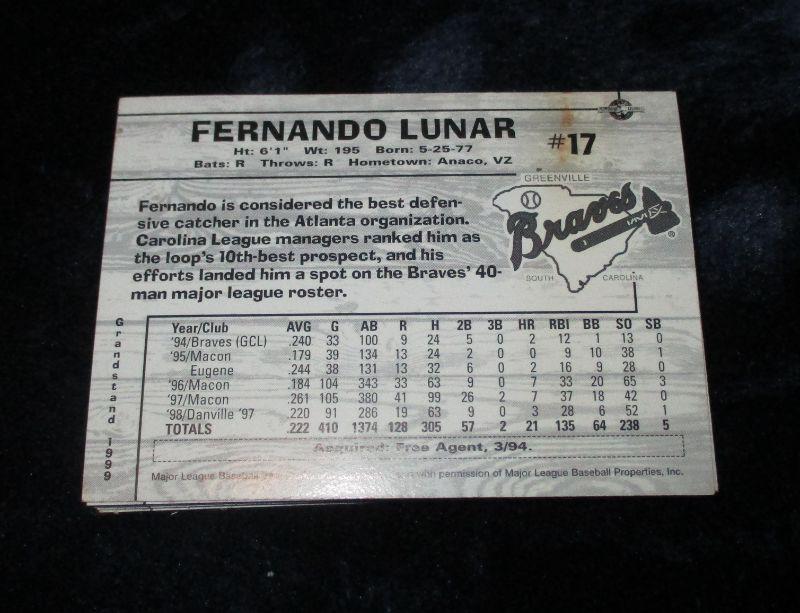 FERNANDO LUNAR
#17
Ht: 6'1" Wt: 195 Born: 5-25-77
Bats: R Throws: R Hometown: Anaco, VZ
GREENVILLE
Braves
SOUTH CAROLINA
®
Fernando is considered the best defen-
sive catcher in the Atlanta organization.
Carolina League managers ranked him as
the loop's 10th-best prospect, and his
efforts landed him a spot on the Braves' 40-
man major league roster.
Grandstand 1999
Year/Club AVG G AB R H 2B 3B HR RBI BB SO SB
'94/Braves (GCL) .240 33 100 9 24 5 0 2 12 1 13 0
'95/Macon .179 39 134 13 24 2 0 0 9 10 38 1
Eugene .244 38 131 13 32 6 0 2 16 9 28 0
'96/Macon .184 104 343 33 63 9 0 7 33 20 65 3
'97/Macon .261 105 380 41 99 26 2 7 37 18 42 0
'98/Danville '97 .220 91 286 19 63 9 0 3 28 6 52 1
TOTALS .222 410 1374 128 305 57 2 21 135 64 238 5
Acquired: Free Agent, 3/94.
Major League Baseball with permission of Major League Baseball Properties, Inc.